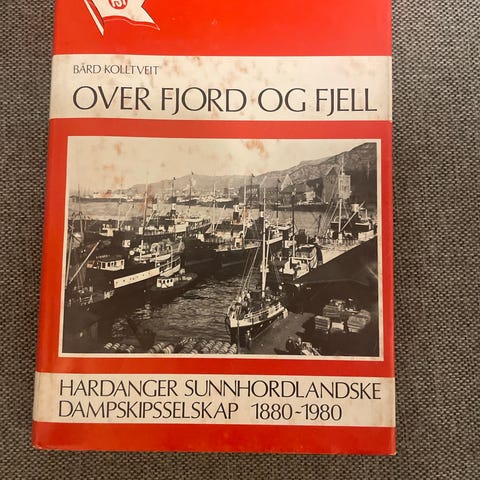 BÅRD KOLLTVEIT
OVER FJORD OG FJELL
HARDANGER SUNNHORDLANDSKE
DAMPSKIPSSELSKAP 1880-1980